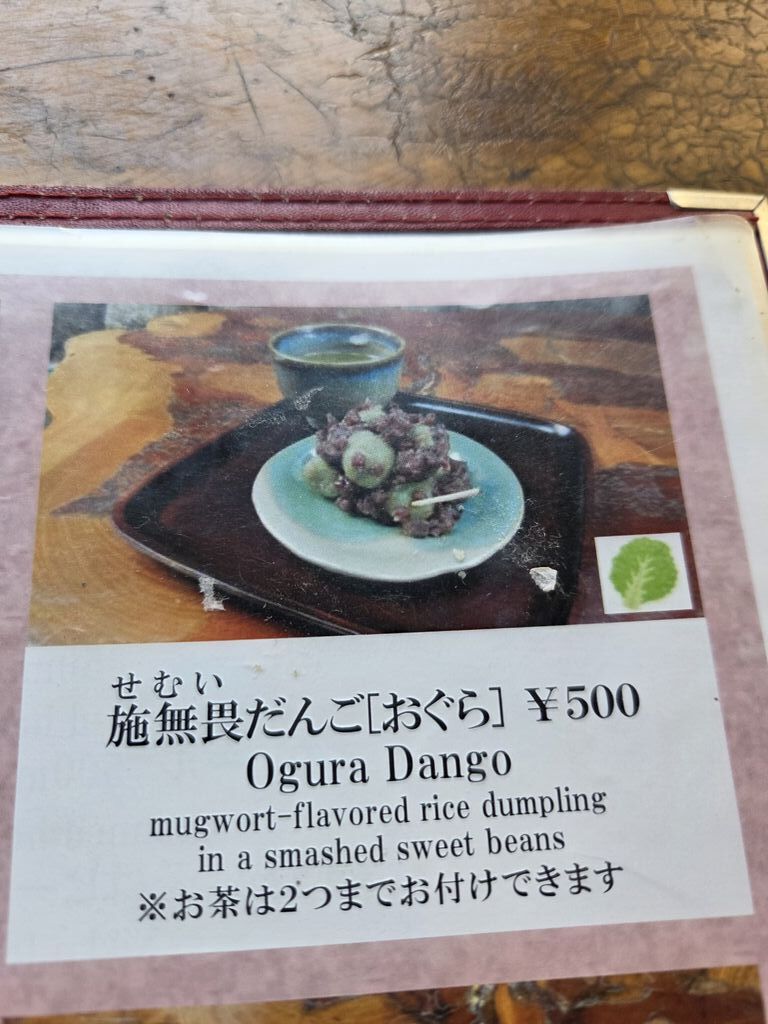 せむい
施無畏だんご[おぐら] ￥500
Ogura Dango
mugwort-flavored rice dumpling
in a smashed sweet beans
※お茶は2つまでお付けできます